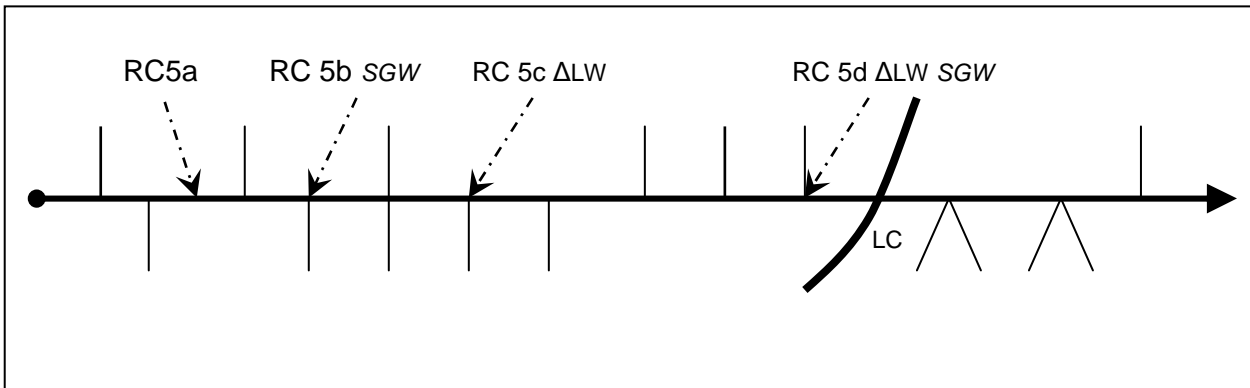 RC5a RC 5b SGW RC 5c ΔLW RC 5d ΔLW SGW
LC